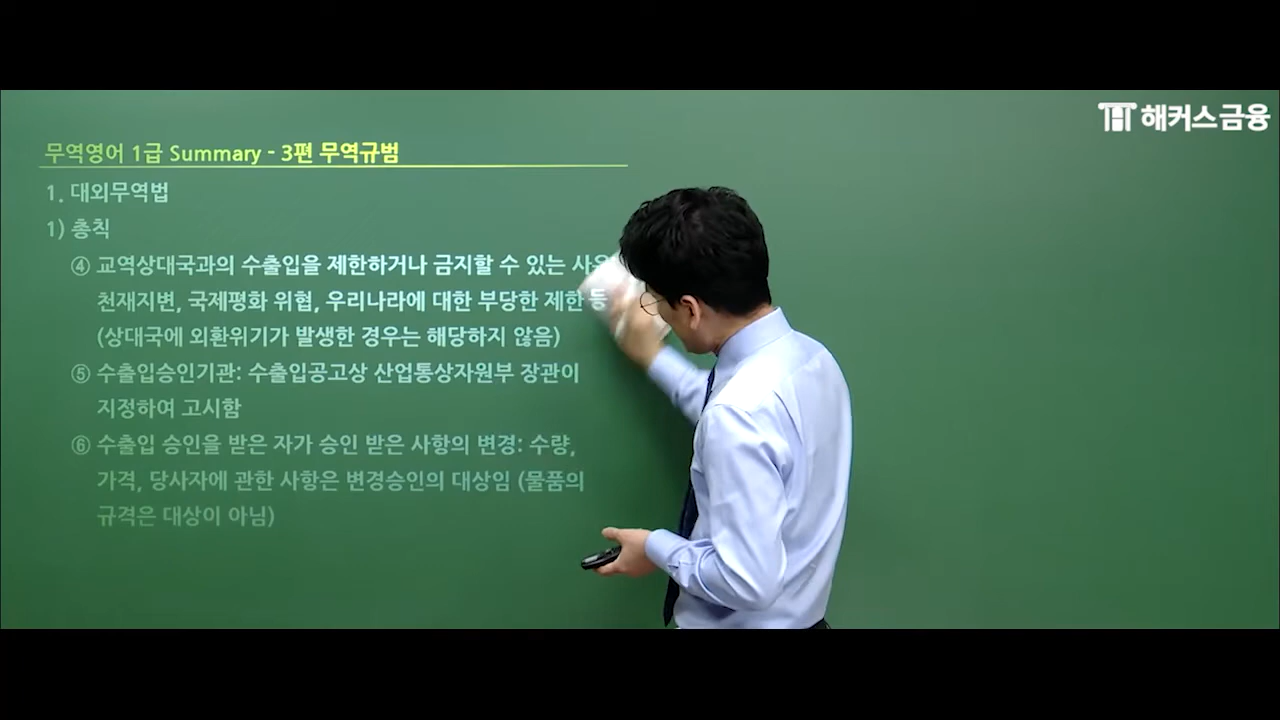 해커스금융
무역영어 1급 Summary - 3편 무역규범
1. 대외무역법
1) 총칙
④ 교역상대국과의 수출입을 제한하거나 금지할 수 있는
천재지변, 국제평화 위협, 우리나라에 대한 부당한 제한 등
(상대국에 외환위기가 발생한 경우는 해당하지 않음)
⑤ 수출입승인기관: 수출입공고상 산업통상자원부 장관이
지정하여 고시함
⑥ 수출입 승인을 받은 자가 승인 받은 사항의 변경: 수량,
가격, 당사자에 관한 사항은 변경승인의 대상임 (물품의
규격은 대상이 아님)